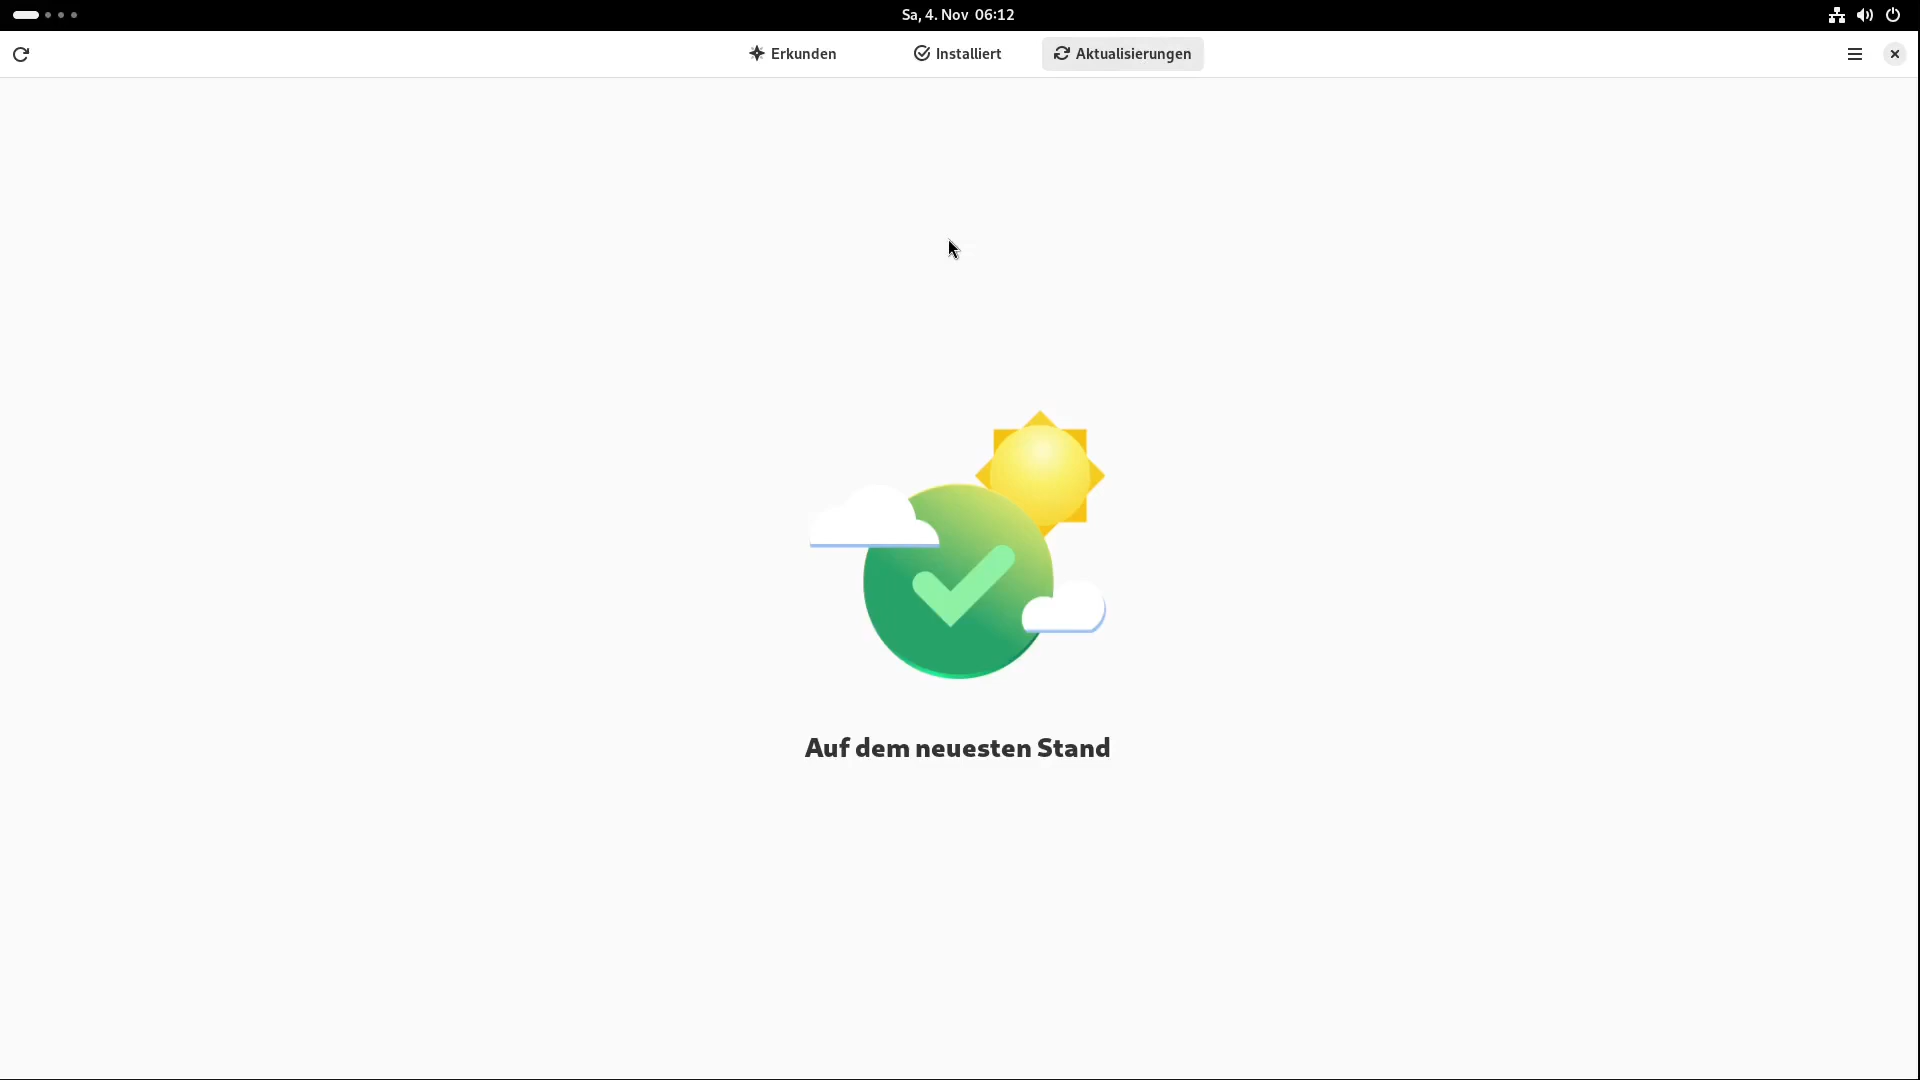 Sa, 4. Nov 06:12
Erkunden
Installiert
Aktualisierungen
Auf dem neuesten Stand